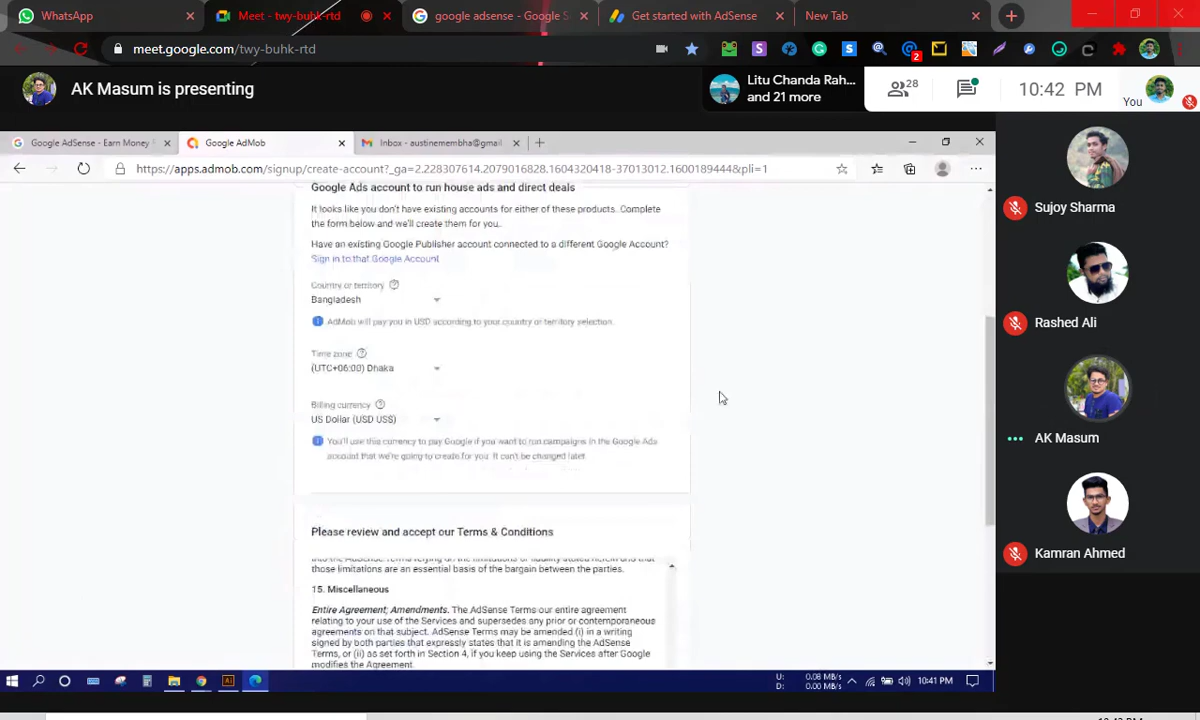 WhatsApp
Meet - twy-buhk-rtd
google adsense - Google S
Get started with AdSense
New Tab
meet.google.com/twy-buhk-rtd
2
AK Masum is presenting
Litu Chanda Rah...
and 21 more
28
10:42 PM
You
Google AdSense - Earn Money
Google AdMob
Inbox - austinemembha@gmail
https://apps.admob.com/signup/create-account?_ga=2.228307614.2079016828.1604320418-37013012.1600189444&pli=1
Google Ads account to run house ads and direct deals
It looks like you don't have existing accounts for either of these products. Complete
the form below and we'll create them for you.
Have an existing Google Publisher account connected to a different Google Account?
Sign in to that Google Account
Country or territory
Bangladesh
AdMob will pay you in USD according to your country or territory selection.
Time zone
(UTC+06:00) Dhaka
Billing currency
US Dollar (USD US$)
You'll use this currency to pay Google if you want to run campaigns in the Google Ads
account that we're going to create for you. It can't be changed later
Please review and accept our Terms & Conditions
those limitations are an essential basis of the bargain between the parties.
15. Miscellaneous
Entire Agreement; Amendments. The AdSense Terms our entire agreement
relating to your use of the Services and supersedes any prior or contemporaneous
agreements on that subject. AdSense Terms may be amended (i) in a writing
signed by both parties that expressly states that it is amending the AdSense
Terms, or (ii) as set forth in Section 4, if you keep using the Services after Google
modifies the Agreement.
Sujoy Sharma
Rashed Ali
AK Masum
Kamran Ahmed
U: 0.08 MB/s
D: 0.00 MB/s
10:41 PM